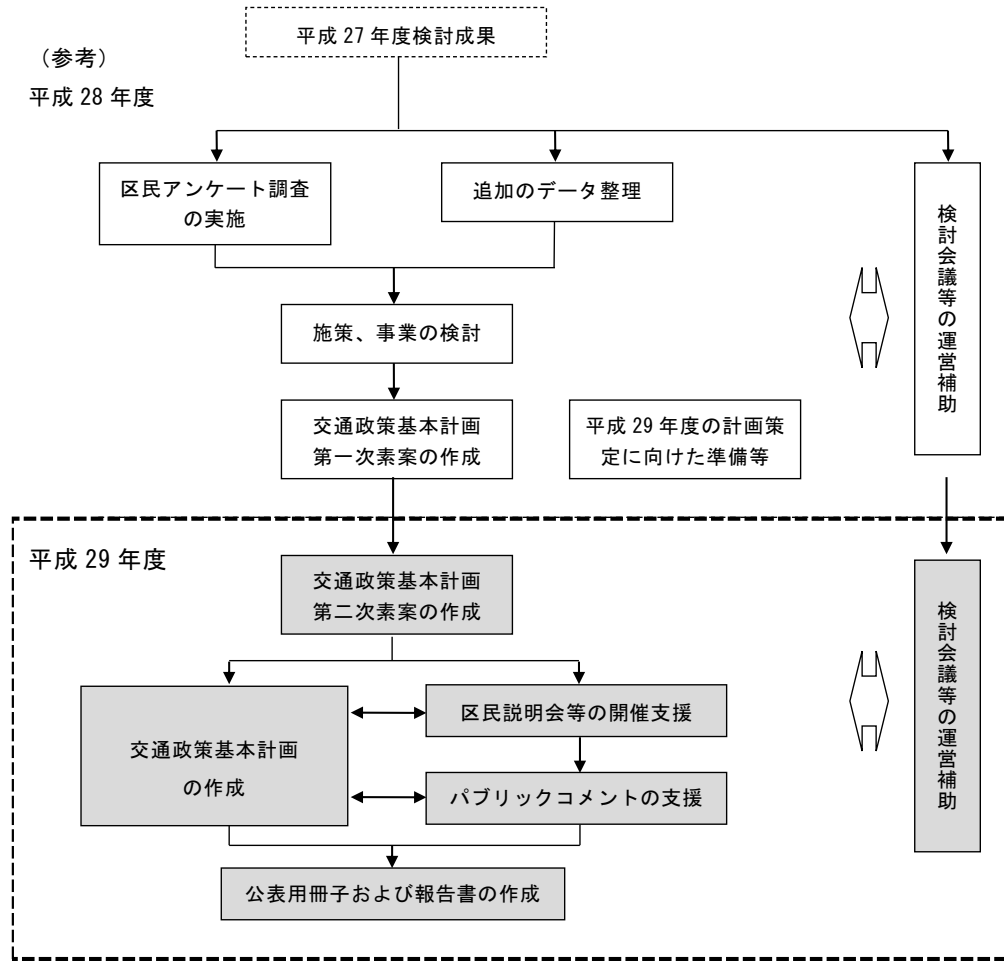 平成 27 年度検討成果
（参考）
平成 28 年度
区民アンケート調査
の実施
追加のデータ整理
検討会議等の運営補助
施策、事業の検討
交通政策基本計画
第一次素案の作成
平成 29 年度の計画策
定に向けた準備等
平成 29 年度
交通政策基本計画
第二次素案の作成
検討会議等の運営補助
区民説明会等の開催支援
交通政策基本計画
の作成
パブリックコメントの支援
公表用冊子および報告書の作成